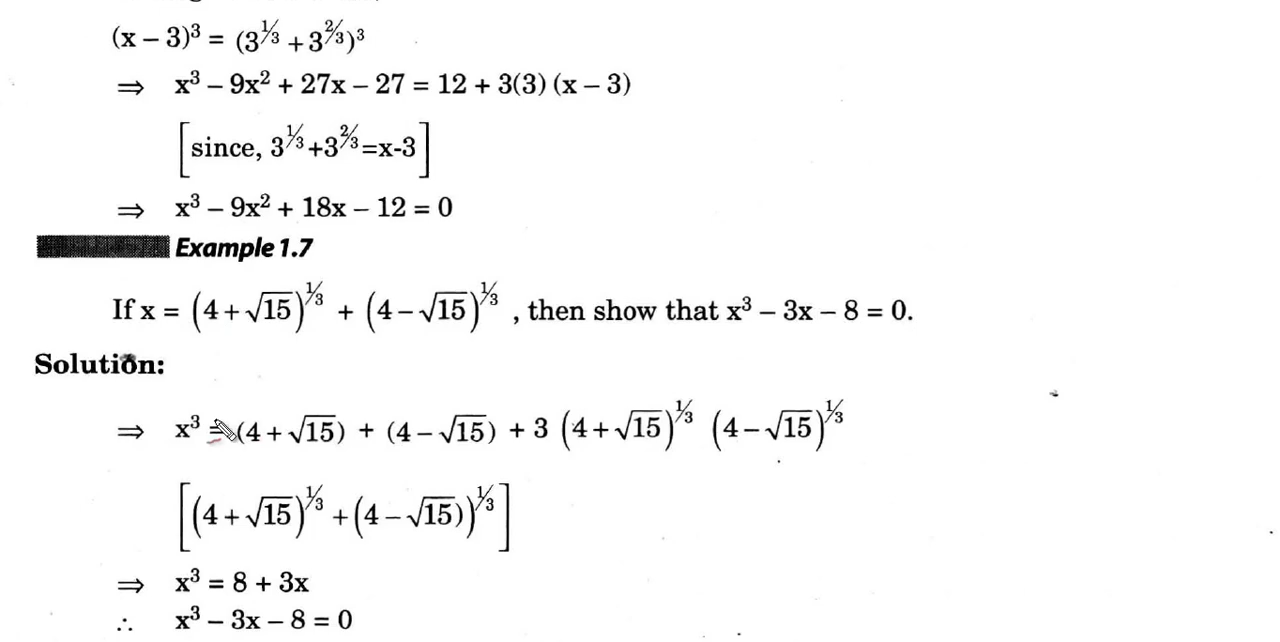 (x – 3)³ = (3^⅓ + 3^⅔)³
⇒ x³ – 9x² + 27x – 27 = 12 + 3(3) (x – 3)
[since, 3^⅓+3^⅔=x-3]
⇒ x³ – 9x² + 18x – 12 = 0
Example 1.7
If x = (4+√15)^⅓ + (4–√15)^⅓ , then show that x³ – 3x – 8 = 0.
Solution:
⇒ x³ = (4+√15) + (4–√15) + 3 (4+√15)^⅓ (4–√15)^⅓
[(4+√15)^⅓ +(4–√15))^⅓]
⇒ x³ = 8 + 3x
∴ x³ – 3x – 8 = 0